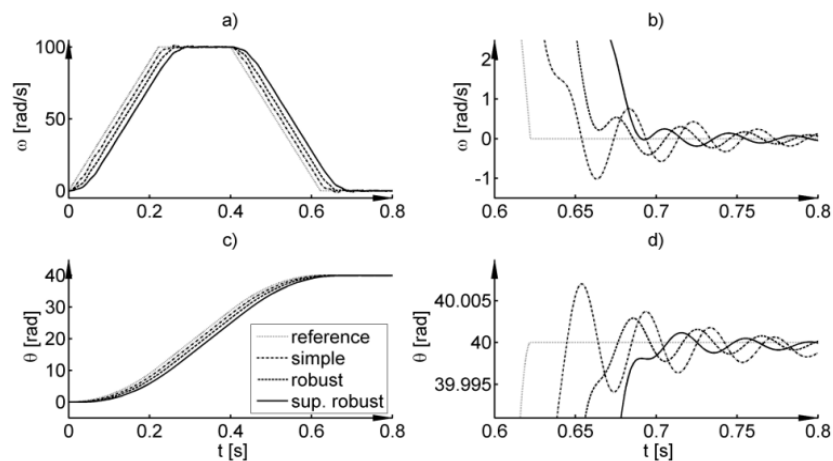 a)
ω [rad/s]
100
50
0
0 0.2 0.4 0.6 0.8
b)
ω [rad/s]
2
1
0
-1
0.6 0.65 0.7 0.75 0.8
c)
θ [rad]
40
30
20
10
0
0 0.2 0.4 0.6 0.8
t [s]
reference
simple
robust
sup. robust
d)
θ [rad]
40.005
40
39.995
0.6 0.65 0.7 0.75 0.8
t [s]